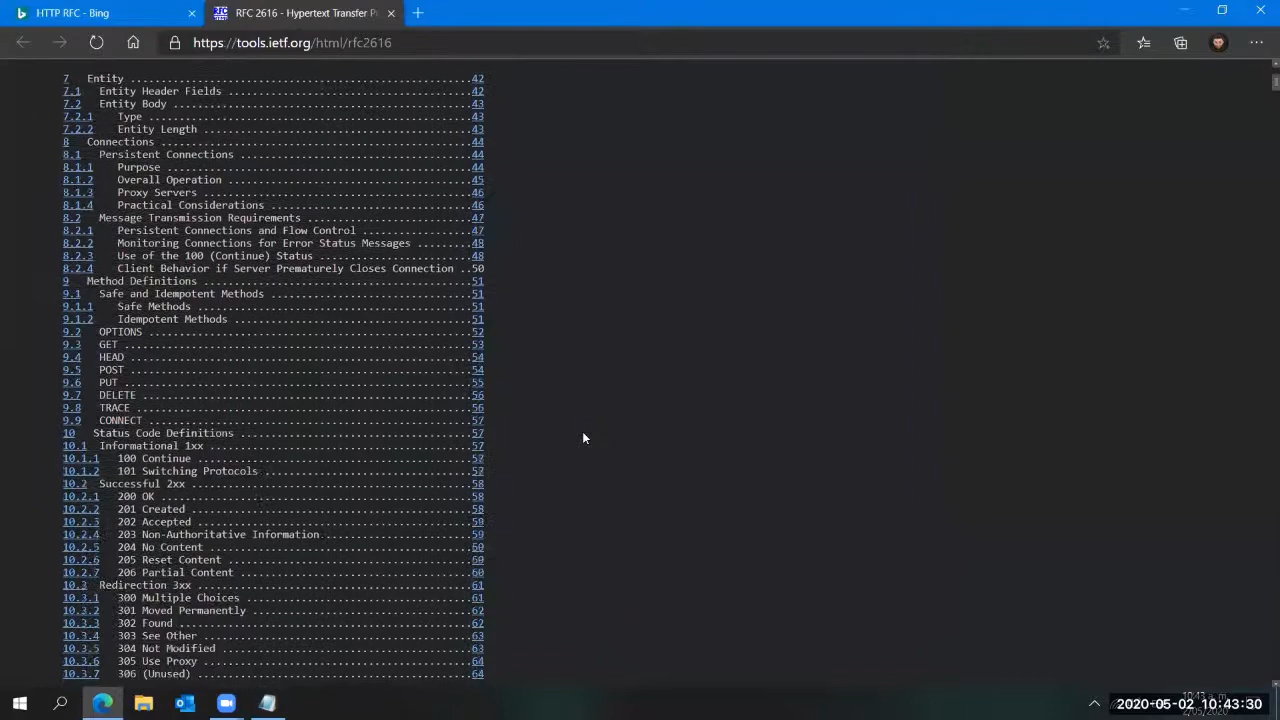 HTTP RFC - Bing
RFC 2616 - Hypertext Transfer P
https://tools.ietf.org/html/rfc2616
7 Entity ........................................................42
7.1 Entity Header Fields .........................................42
7.2 Entity Body ..................................................43
7.2.1 Type .......................................................43
7.2.2 Entity Length ..............................................43
8 Connections ...................................................44
8.1 Persistent Connections .......................................44
8.1.1 Purpose ....................................................44
8.1.2 Overall Operation ..........................................45
8.1.3 Proxy Servers ..............................................46
8.1.4 Practical Considerations ...................................46
8.2 Message Transmission Requirements ............................47
8.2.1 Persistent Connections and Flow Control ....................47
8.2.2 Monitoring Connections for Error Status Messages ...........48
8.2.3 Use of the 100 (Continue) Status ...........................48
8.2.4 Client Behavior if Server Prematurely Closes Connection ..50
9 Method Definitions ............................................51
9.1 Safe and Idempotent Methods ..................................51
9.1.1 Safe Methods ...............................................51
9.1.2 Idempotent Methods .........................................51
9.2 OPTIONS ......................................................52
9.3 GET ..........................................................53
9.4 HEAD .........................................................54
9.5 POST .........................................................54
9.6 PUT ..........................................................55
9.7 DELETE .......................................................56
9.8 TRACE ........................................................56
9.9 CONNECT ......................................................57
10 Status Code Definitions ......................................57
10.1 Informational 1xx ...........................................57
10.1.1 100 Continue ..............................................57
10.1.2 101 Switching Protocols ...................................57
10.2 Successful 2xx ..............................................58
10.2.1 200 OK ....................................................58
10.2.2 201 Created ...............................................58
10.2.3 202 Accepted ..............................................59
10.2.4 203 Non-Authoritative Information .........................59
10.2.5 204 No Content ............................................60
10.2.6 205 Reset Content .........................................60
10.2.7 206 Partial Content .......................................60
10.3 Redirection 3xx .............................................61
10.3.1 300 Multiple Choices ......................................61
10.3.2 301 Moved Permanently .....................................62
10.3.3 302 Found .................................................62
10.3.4 303 See Other .............................................63
10.3.5 304 Not Modified ..........................................63
10.3.6 305 Use Proxy .............................................64
10.3.7 306 (Unused) ..............................................64
2020-05-02 10:43:30